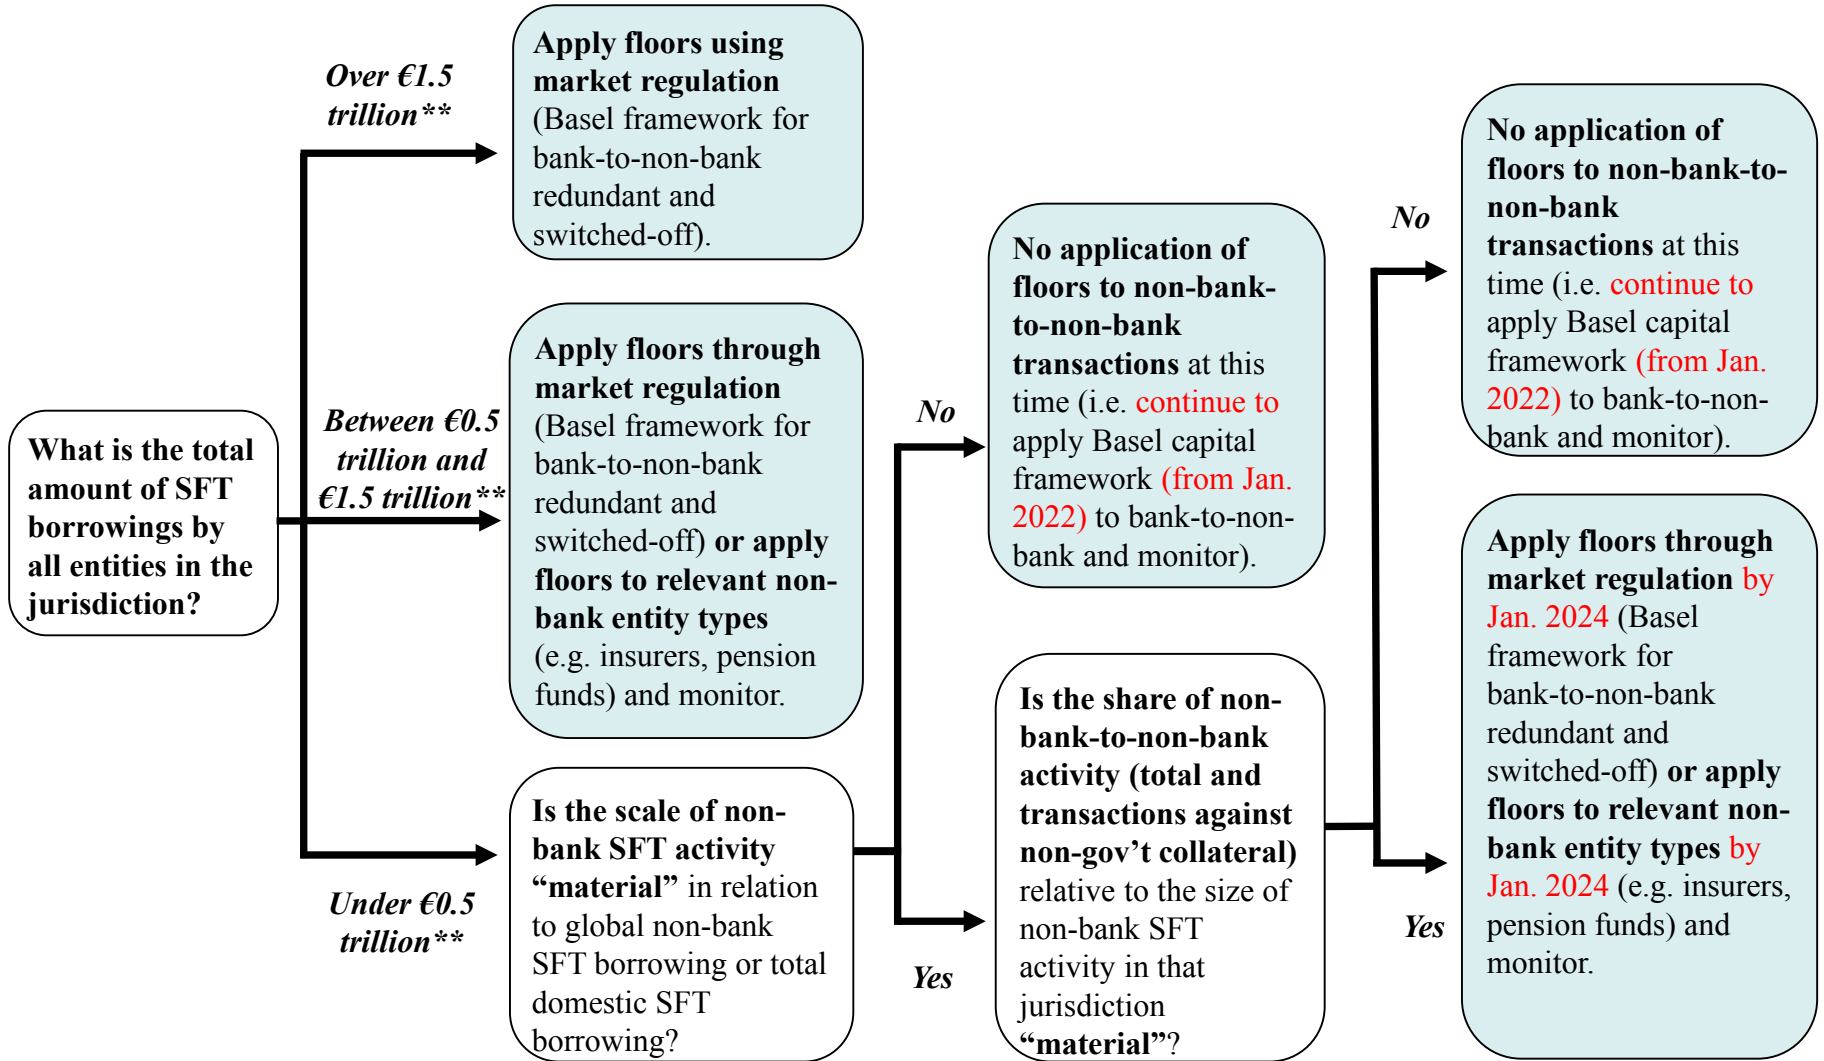 What is the total
amount of SFT
borrowings by
all entities in the
jurisdiction?
Over €1.5
trillion**
Apply floors using
market regulation
(Basel framework for
bank-to-non-bank
redundant and
switched-off).
Between €0.5
trillion and
€1.5 trillion**
Apply floors through
market regulation
(Basel framework for
bank-to-non-bank
redundant and
switched-off) or apply
floors to relevant non-
bank entity types
(e.g. insurers, pension
funds) and monitor.
Under €0.5
trillion**
Is the scale of non-
bank SFT activity
“material” in relation
to global non-bank
SFT borrowing or total
domestic SFT
borrowing?
No
No application of
floors to non-bank-
to-non-bank
transactions at this
time (i.e. continue to
apply Basel capital
framework (from Jan.
2022) to bank-to-non-
bank and monitor).
Yes
Is the share of non-
bank-to-non-bank
activity (total and
transactions against
non-gov’t collateral)
relative to the size of
non-bank SFT
activity in that
jurisdiction
“material”?
No
No application of
floors to non-bank-to-
non-bank
transactions at this
time (i.e. continue to
apply Basel capital
framework (from Jan.
2022) to bank-to-non-
bank and monitor).
Yes
Apply floors through
market regulation by
Jan. 2024 (Basel
framework for
bank-to-non-bank
redundant and
switched-off) or apply
floors to relevant non-
bank entity types by
Jan. 2024 (e.g. insurers,
pension funds) and
monitor.